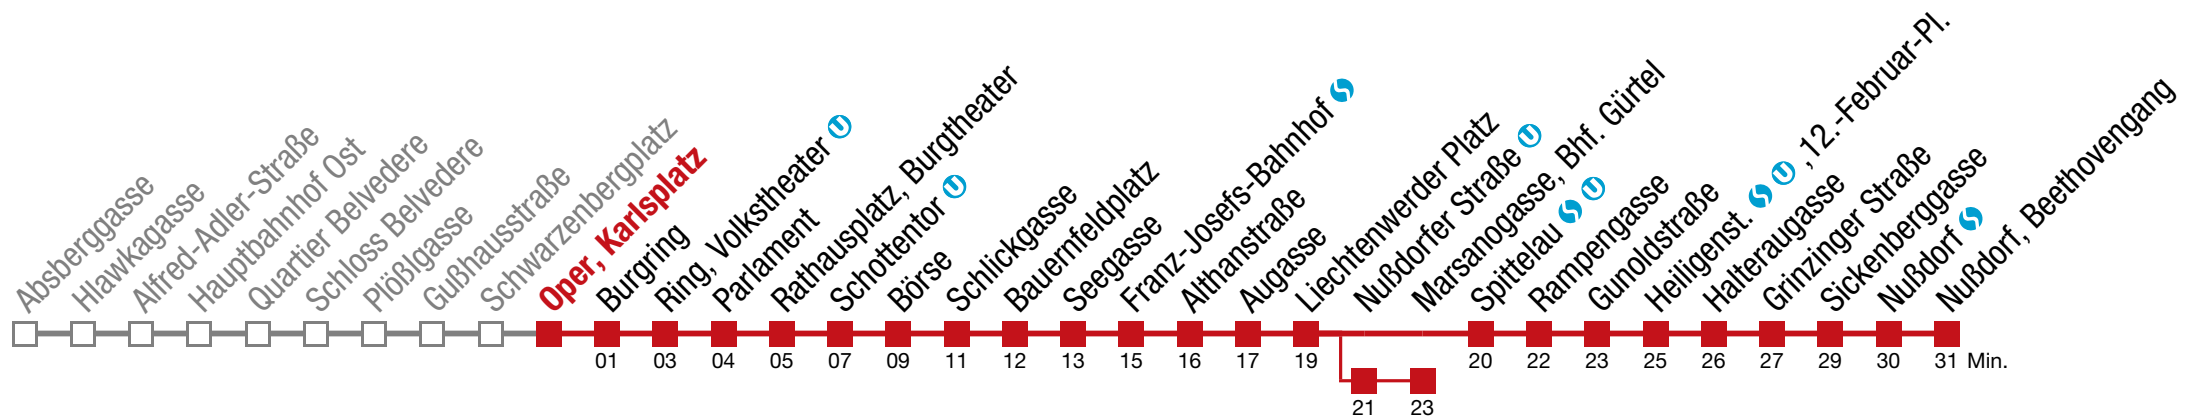 Absberggasse
Hlawkagasse
Alfred-Adler-Straße
Hauptbahnhof Ost
Quartier Belvedere
Schloss Belvedere
Plößlgasse
Gußhausstraße
Schwarzenbergplatz
Oper, Karlsplatz
Burgring
Ring, Volkstheater U
Parlament
Rathausplatz, Burgtheater
Schottentor U
Börse
Schlickgasse
Bauernfeldplatz
Seegasse
Franz-Josefs-Bahnhof S
Althanstraße
Augasse
Liechtenwerder Platz
Nußdorfer Straße U
Marsanogasse, Bhf. Gürtel
Spittelau S U
Rampengasse
Gunoldstraße
Heiligenst. S U ,12.-Februar-Pl.
Halteraugasse
Grinzinger Straße
Sickenberggasse
Nußdorf S
Nußdorf, Beethovengang
01 03 04 05 07 09 11 12 13 15 16 17 19 20 22 23 25 26 27 29 30 31 Min.
21 23